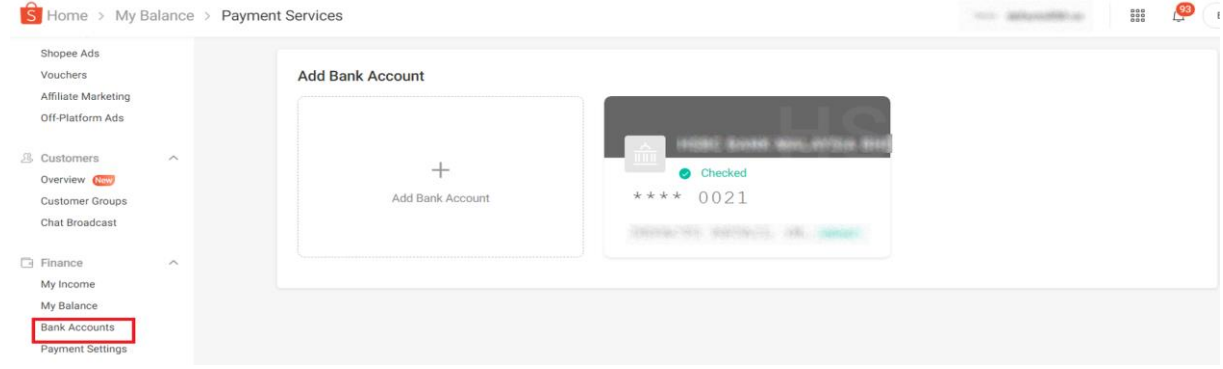 S Home > My Balance > Payment Services
93
Shopee Ads
Vouchers
Affiliate Marketing
Off-Platform Ads
Customers
Overview New
Customer Groups
Chat Broadcast
Finance
My Income
My Balance
Bank Accounts
Payment Settings
Add Bank Account
+
Add Bank Account
HS
Checked
**** 0021